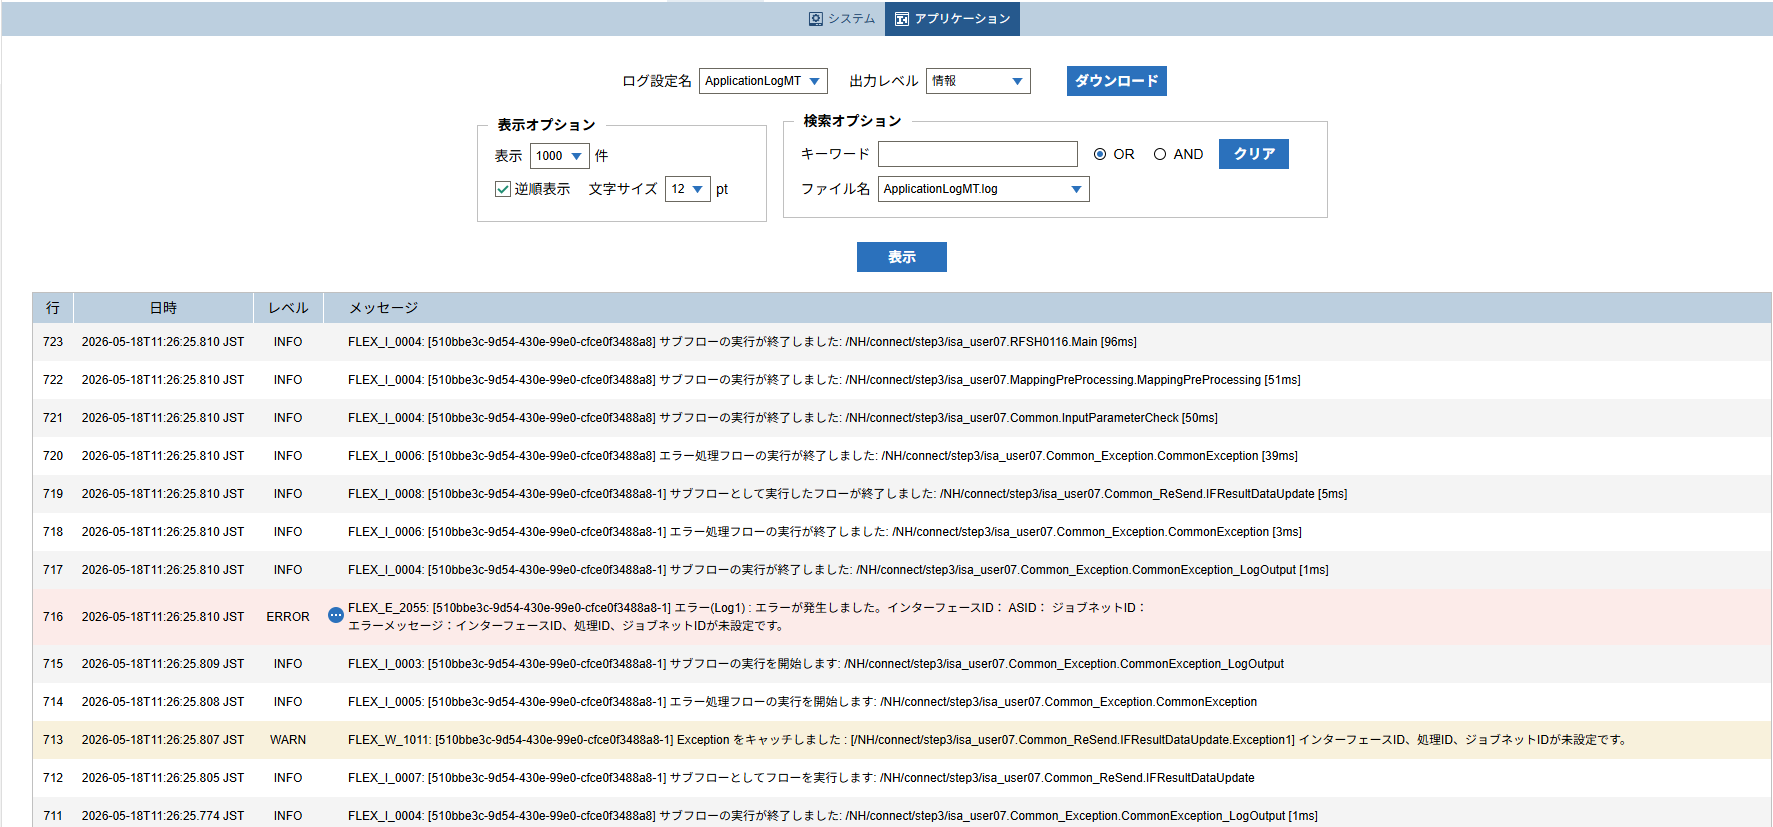 システム アプリケーション
ログ設定名 ApplicationLogMT 出力レベル 情報 ダウンロード
表示オプション
表示 1000 件
逆順表示 文字サイズ 12 pt
検索オプション
キーワード OR AND クリア
ファイル名 ApplicationLogMT.log
表示
行 日時 レベル メッセージ
723 2026-05-18T11:26:25.810 JST INFO FLEX_I_0004: [510bbe3c-9d54-430e-99e0-cfce0f3488a8] サブフローの実行が終了しました: /NH/connect/step3/isa_user07.RFSH0116.Main [96ms]
722 2026-05-18T11:26:25.810 JST INFO FLEX_I_0004: [510bbe3c-9d54-430e-99e0-cfce0f3488a8] サブフローの実行が終了しました: /NH/connect/step3/isa_user07.MappingPreProcessing.MappingPreProcessing [51ms]
721 2026-05-18T11:26:25.810 JST INFO FLEX_I_0004: [510bbe3c-9d54-430e-99e0-cfce0f3488a8] サブフローの実行が終了しました: /NH/connect/step3/isa_user07.Common.InputParameterCheck [50ms]
720 2026-05-18T11:26:25.810 JST INFO FLEX_I_0006: [510bbe3c-9d54-430e-99e0-cfce0f3488a8] エラー処理フローの実行が終了しました: /NH/connect/step3/isa_user07.Common_Exception.CommonException [39ms]
719 2026-05-18T11:26:25.810 JST INFO FLEX_I_0008: [510bbe3c-9d54-430e-99e0-cfce0f3488a8-1] サブフローとして実行したフローが終了しました: /NH/connect/step3/isa_user07.Common_ReSend.IFResultDataUpdate [5ms]
718 2026-05-18T11:26:25.810 JST INFO FLEX_I_0006: [510bbe3c-9d54-430e-99e0-cfce0f3488a8-1] エラー処理フローの実行が終了しました: /NH/connect/step3/isa_user07.Common_Exception.CommonException [3ms]
717 2026-05-18T11:26:25.810 JST INFO FLEX_I_0004: [510bbe3c-9d54-430e-99e0-cfce0f3488a8-1] サブフローの実行が終了しました: /NH/connect/step3/isa_user07.Common_Exception.CommonException_LogOutput [1ms]
716 2026-05-18T11:26:25.810 JST ERROR FLEX_E_2055: [510bbe3c-9d54-430e-99e0-cfce0f3488a8-1] エラー(Log1) : エラーが発生しました。インターフェースID： ASID： ジョブネットID：
エラーメッセージ：インターフェースID、処理ID、ジョブネットIDが未設定です。
715 2026-05-18T11:26:25.809 JST INFO FLEX_I_0003: [510bbe3c-9d54-430e-99e0-cfce0f3488a8-1] サブフローの実行を開始します: /NH/connect/step3/isa_user07.Common_Exception.CommonException_LogOutput
714 2026-05-18T11:26:25.808 JST INFO FLEX_I_0005: [510bbe3c-9d54-430e-99e0-cfce0f3488a8-1] エラー処理フローの実行を開始します: /NH/connect/step3/isa_user07.Common_Exception.CommonException
713 2026-05-18T11:26:25.807 JST WARN FLEX_W_1011: [510bbe3c-9d54-430e-99e0-cfce0f3488a8-1] Exception をキャッチしました : [/NH/connect/step3/isa_user07.Common_ReSend.IFResultDataUpdate.Exception1] インターフェースID、処理ID、ジョブネットIDが未設定です。
712 2026-05-18T11:26:25.805 JST INFO FLEX_I_0007: [510bbe3c-9d54-430e-99e0-cfce0f3488a8-1] サブフローとしてフローを実行します: /NH/connect/step3/isa_user07.Common_ReSend.IFResultDataUpdate
711 2026-05-18T11:26:25.774 JST INFO FLEX_I_0004: [510bbe3c-9d54-430e-99e0-cfce0f3488a8] サブフローの実行が終了しました: /NH/connect/step3/isa_user07.Common_Exception.CommonException_LogOutput [1ms]